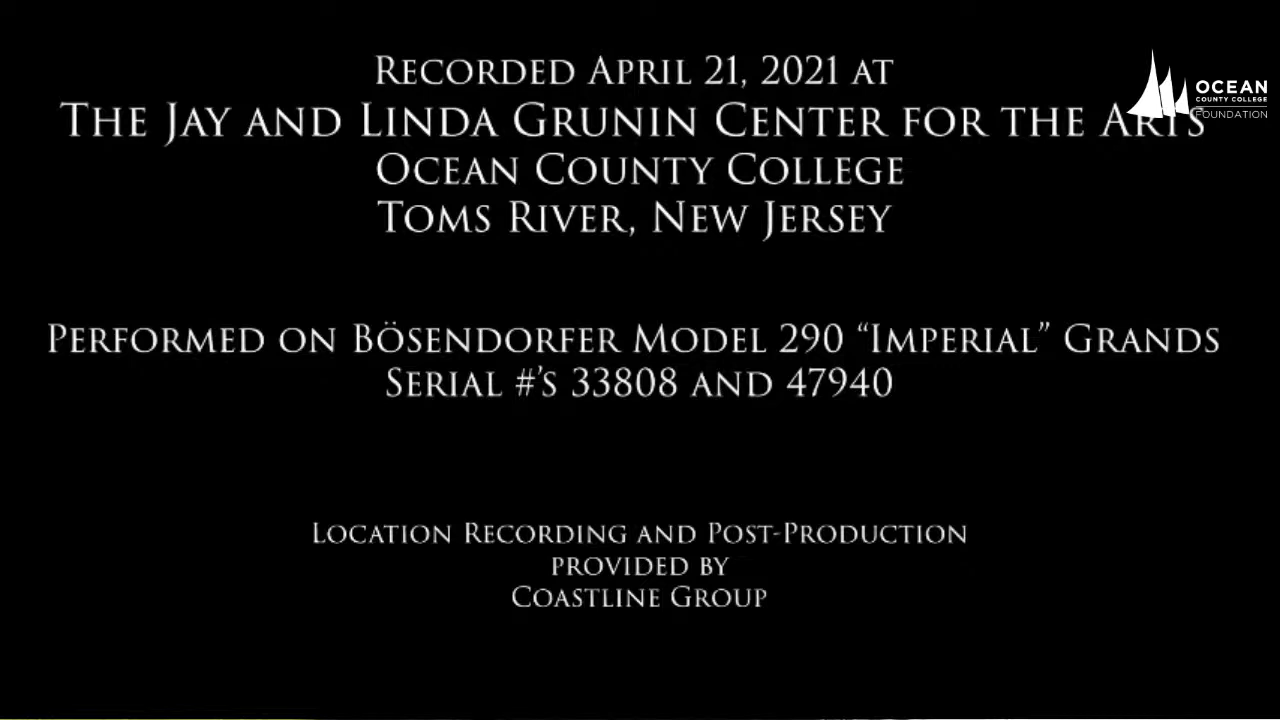 Recorded April 21, 2021 at
The Jay and Linda Grunin Center for the Arts
Ocean County College
Toms River, New Jersey
OCEAN
COUNTY COLLEGE
FOUNDATION
Performed on Bösendorfer Model 290 “Imperial” Grands
Serial #’s 33808 and 47940
Location Recording and Post-Production
provided by
Coastline Group